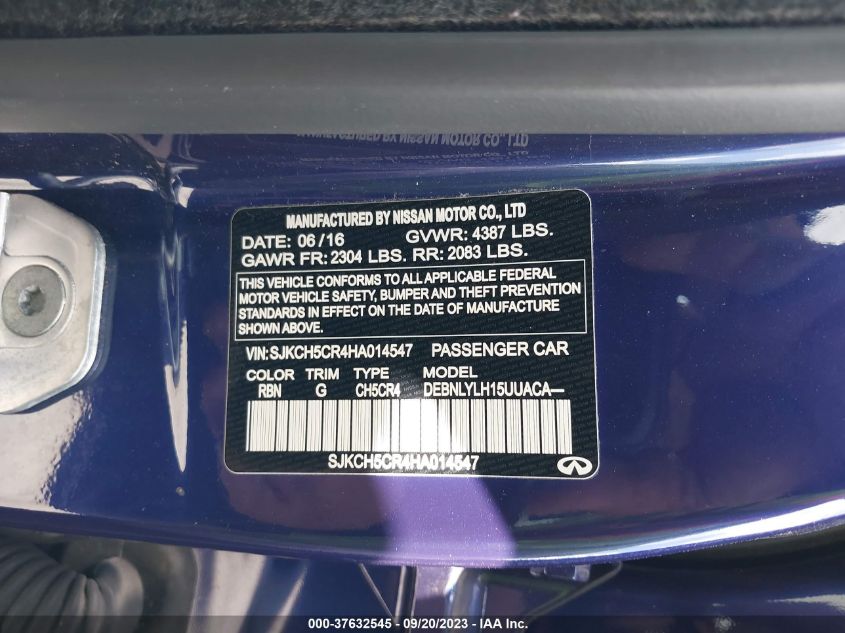 MANUFACTURED BY NISSAN MOTOR CO., LTD
DATE: 06/16 GVWR: 4387 LBS.
GAWR FR: 2304 LBS. RR: 2083 LBS.
THIS VEHICLE CONFORMS TO ALL APPLICABLE FEDERAL
MOTOR VEHICLE SAFETY, BUMPER AND THEFT PREVENTION
STANDARDS IN EFFECT ON THE DATE OF MANUFACTURE
SHOWN ABOVE.
VIN: SJKCH5CR4HA014547 PASSENGER CAR
COLOR TRIM TYPE MODEL
RBN G CH5CR4 DEBNLYLH15UUACA—
SJKCH5CR4HA014547
000-37632545 - 09/20/2023 - IAA Inc.